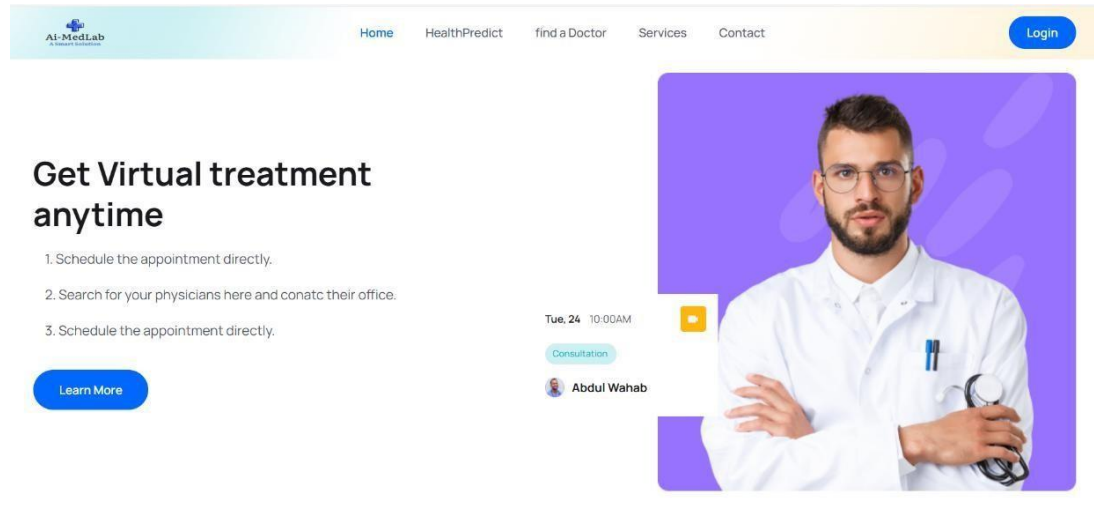 Ai-MedLab
A Smart Solution
Home HealthPredict find a Doctor Services Contact
Login
Get Virtual treatment
anytime
1. Schedule the appointment directly.
2. Search for your physicians here and conatc their office.
3. Schedule the appointment directly.
Learn More
Tue, 24 10:00AM
Consultation
Abdul Wahab